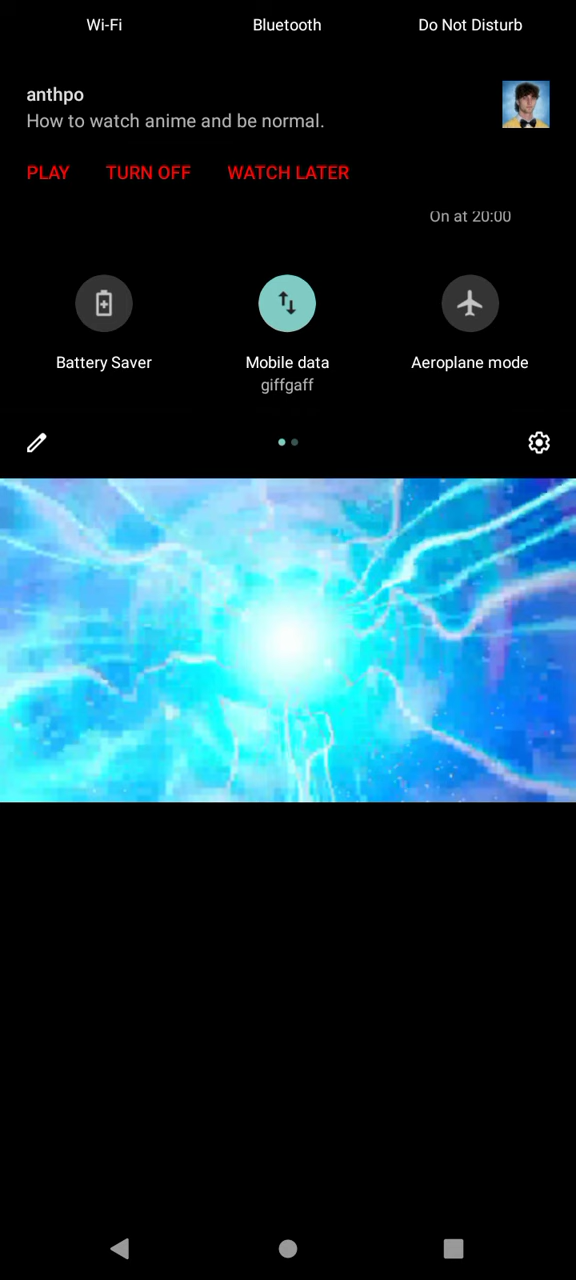 Wi-Fi Bluetooth Do Not Disturb
anthpo
How to watch anime and be normal.
PLAY TURN OFF WATCH LATER
On at 20:00
Battery Saver Mobile data Aeroplane mode
giffgaff